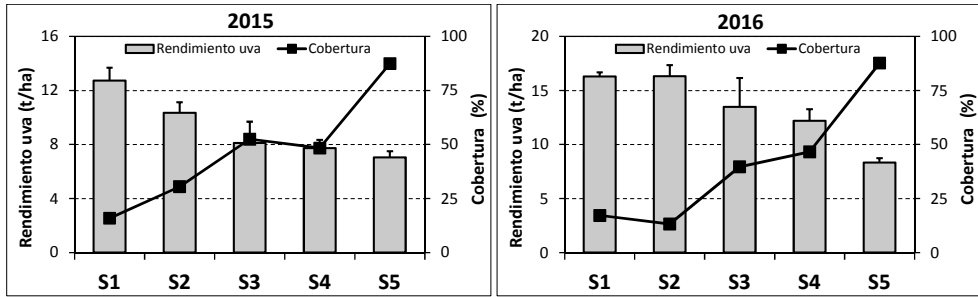 2015
Rendimiento uva
Cobertura
Rendimiento uva (t/ha)
16
12
8
4
0
100
75
50
25
0
Cobertura (%)
S1 S2 S3 S4 S5
2016
Rendimiento uva
Cobertura
Rendimiento uva (t/ha)
20
15
10
5
0
100
75
50
25
0
Cobertura (%)
S1 S2 S3 S4 S5